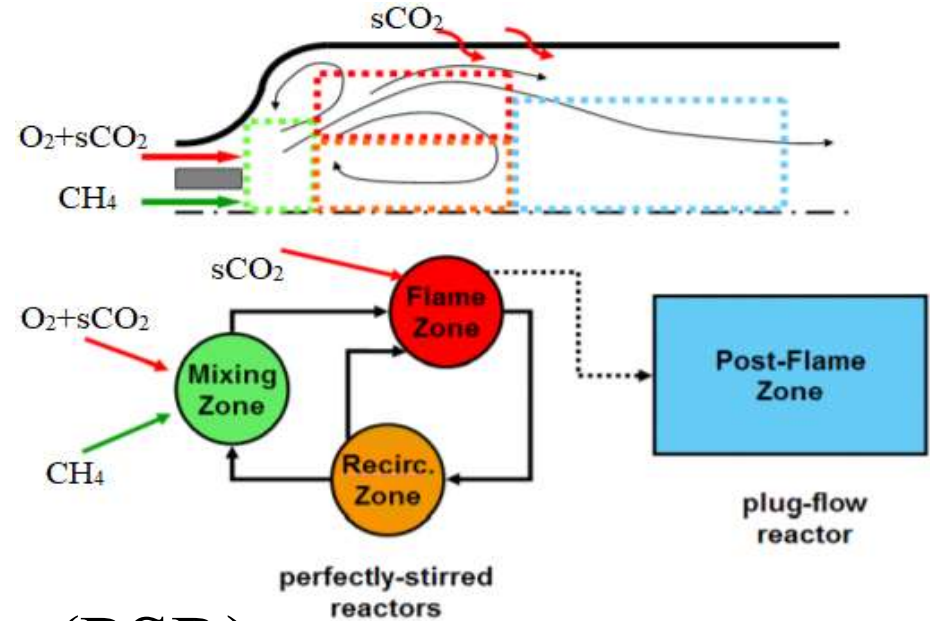 sCO₂
O₂+sCO₂
CH₄
sCO₂
O₂+sCO₂
CH₄
Flame
Zone
Mixing
Zone
Recirc.
Zone
Post-Flame
Zone
plug-flow
reactor
perfectly-stirred
reactors